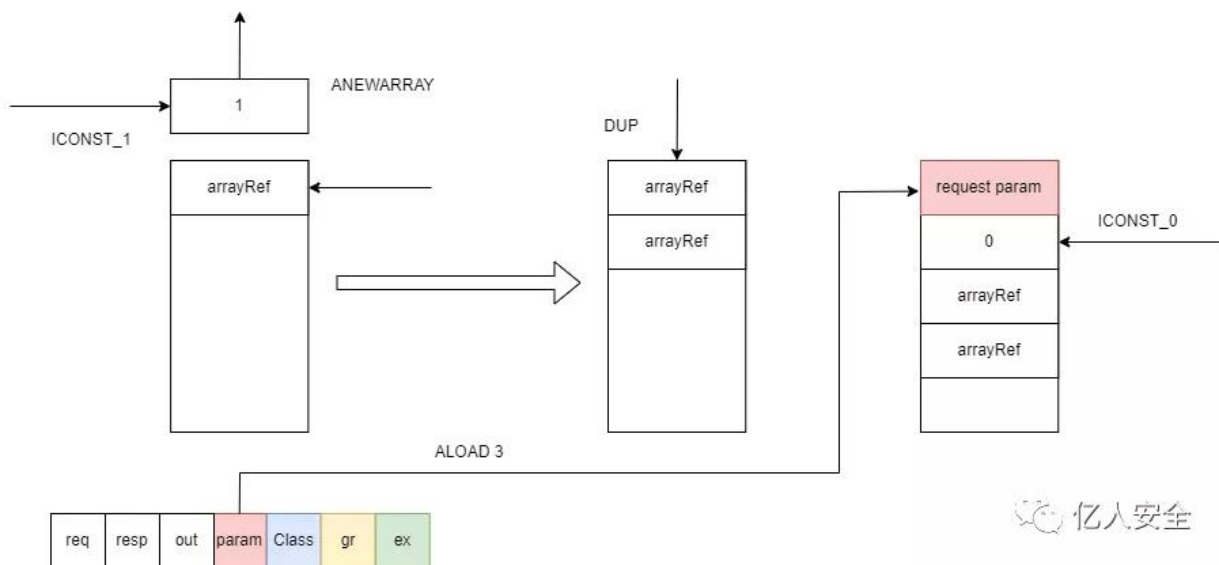 ANEWARRAY
1
ICONST_1
DUP
arrayRef
arrayRef
request param
arrayRef
0
ICONST_0
arrayRef
arrayRef
ALOAD 3
req resp out param Class gr ex
亿人安全